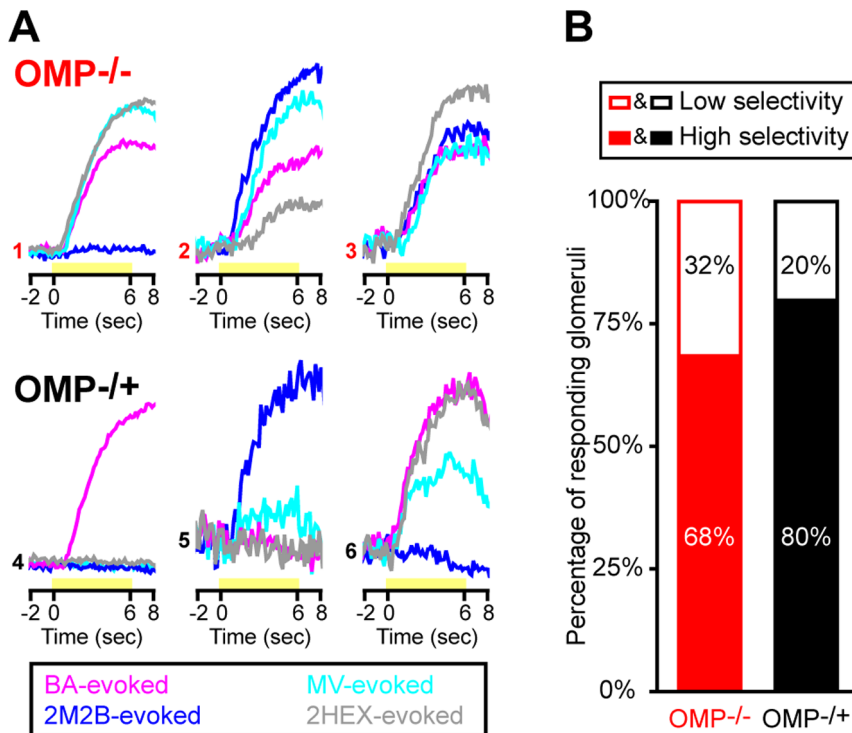 A
OMP-/-
1
2
3
-2 0 6 8
-2 0 6 8
-2 0 6 8
Time (sec)
Time (sec)
Time (sec)
OMP-/+
4
5
6
-2 0 6 8
-2 0 6 8
-2 0 6 8
Time (sec)
Time (sec)
Time (sec)
BA-evoked
MV-evoked
2M2B-evoked
2HEX-evoked
B
& Low selectivity
& High selectivity
Percentage of responding glomeruli
100%
75%
50%
25%
0%
32%
20%
68%
80%
OMP-/-
OMP-/+